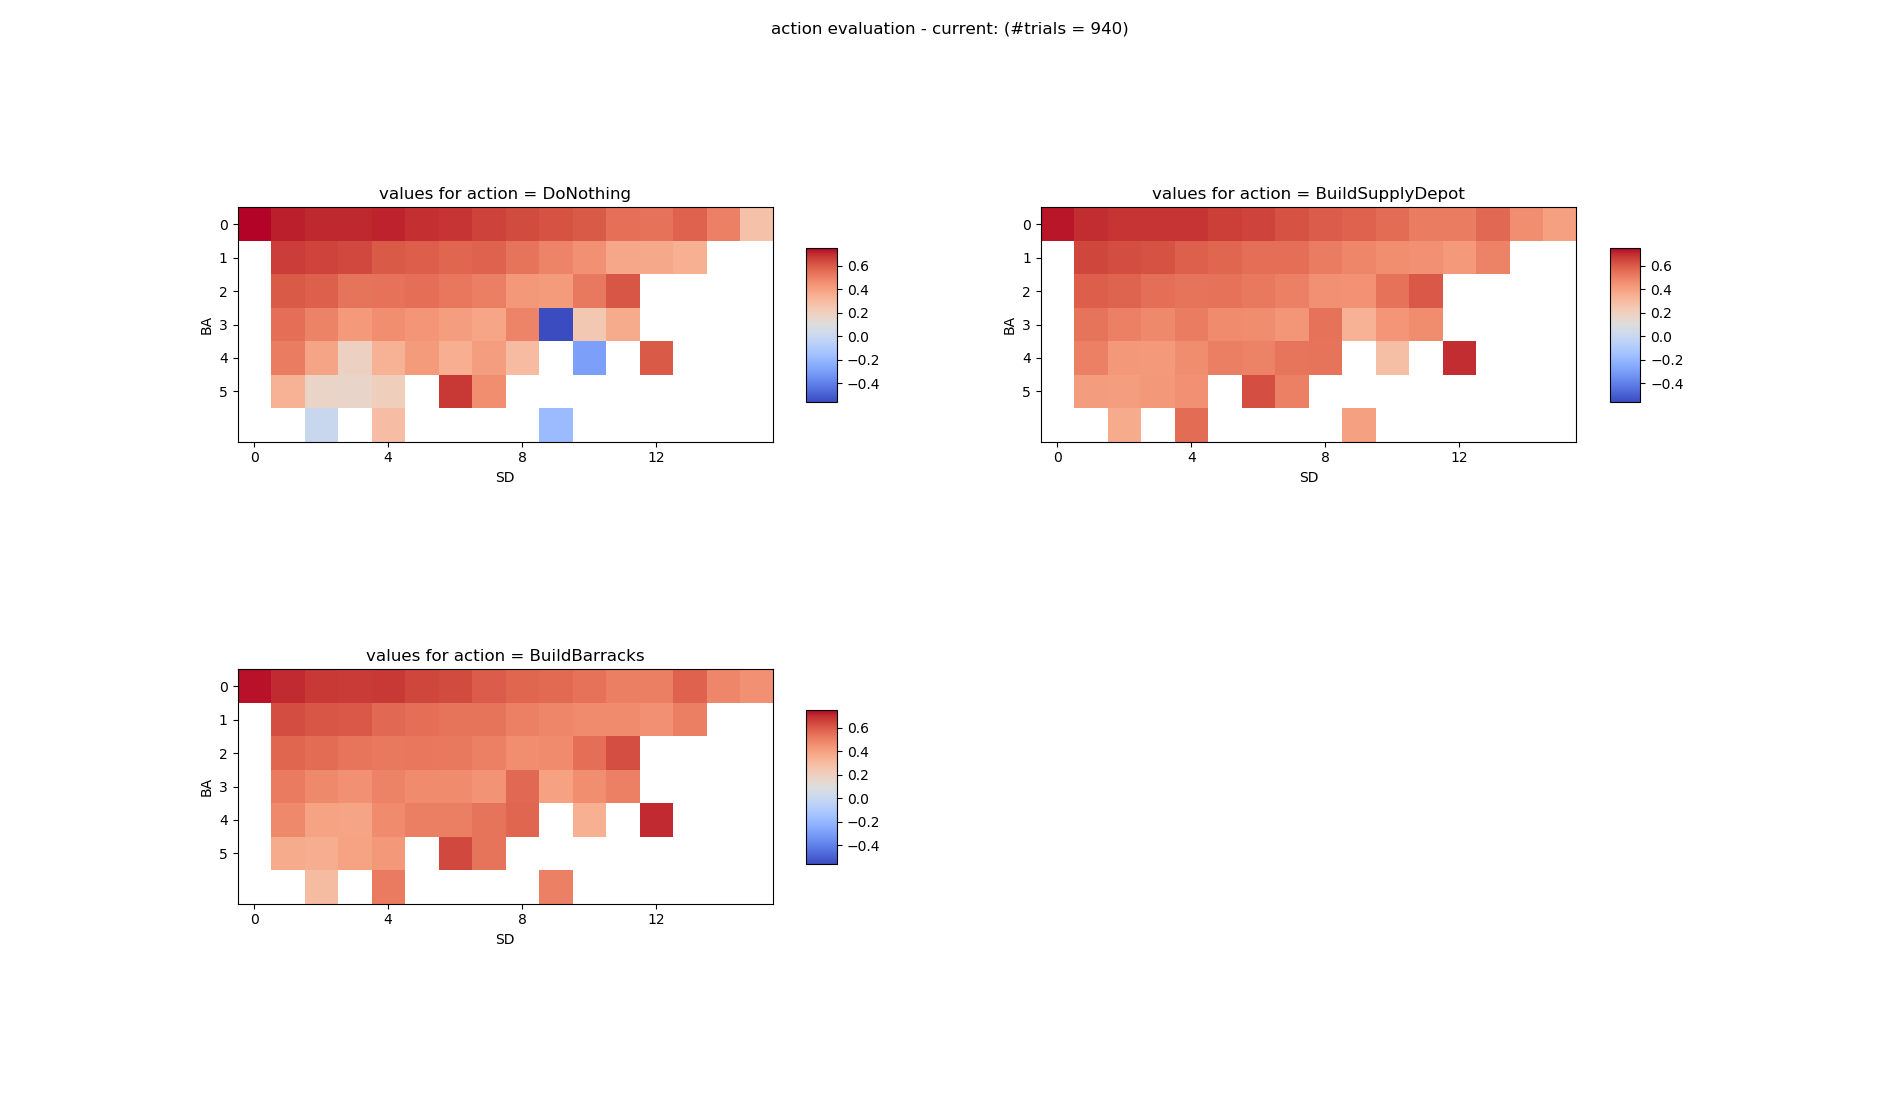 action evaluation - current: (#trials = 940)
values for action = DoNothing
0
1
2
3
4
5
BA
0 4 8 12
SD
0.6
0.4
0.2
0.0
−0.2
−0.4
values for action = BuildSupplyDepot
0
1
2
3
4
5
BA
0 4 8 12
SD
0.6
0.4
0.2
0.0
−0.2
−0.4
values for action = BuildBarracks
0
1
2
3
4
5
BA
0 4 8 12
SD
0.6
0.4
0.2
0.0
−0.2
−0.4